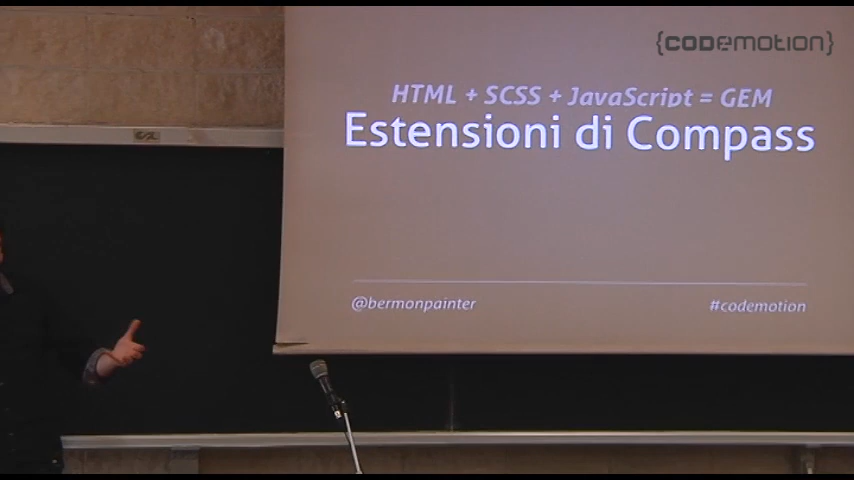 {codemotion}
HTML + SCSS + JavaScript = GEM
Estensioni di Compass
@bermonpainter
#codemotion